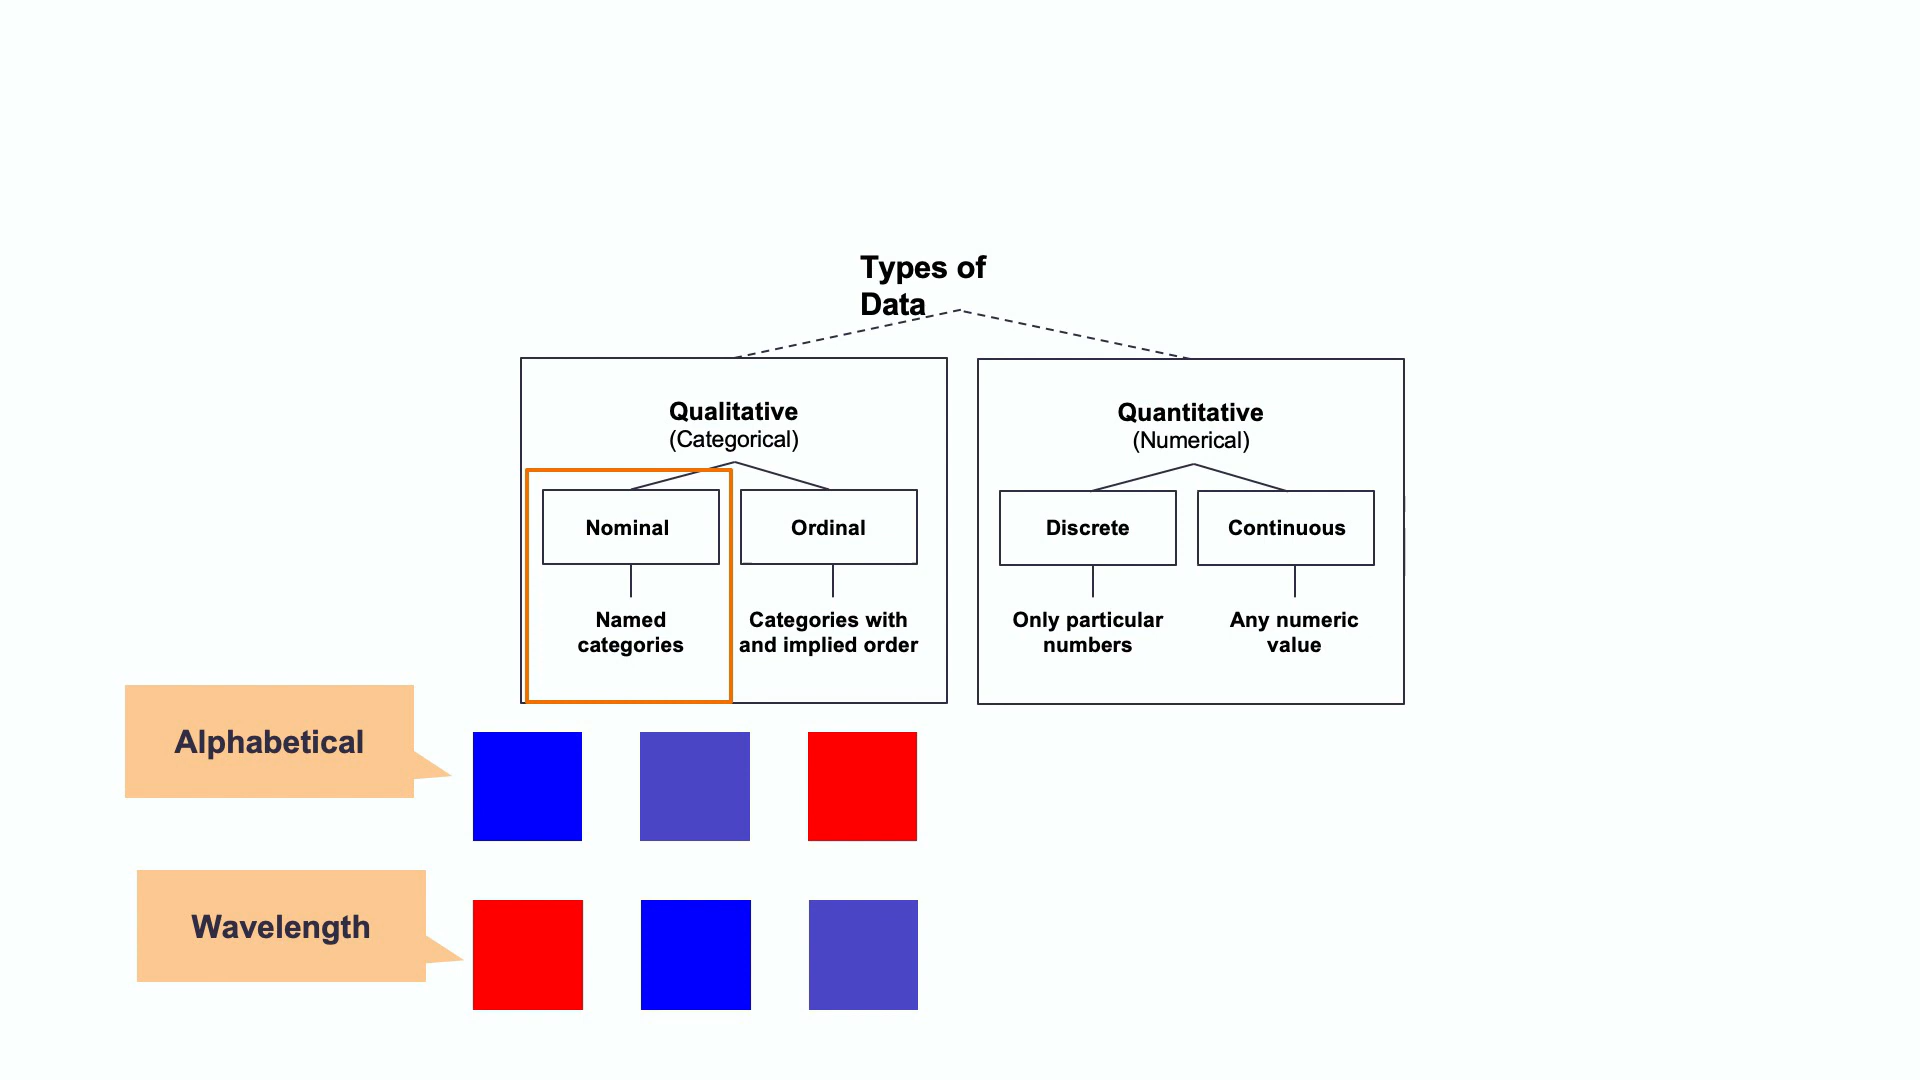 Types of
Data
Qualitative
(Categorical)
Quantitative
(Numerical)
Nominal
Ordinal
Discrete
Continuous
Named
categories
Categories with
and implied order
Only particular
numbers
Any numeric
value
Alphabetical
Wavelength